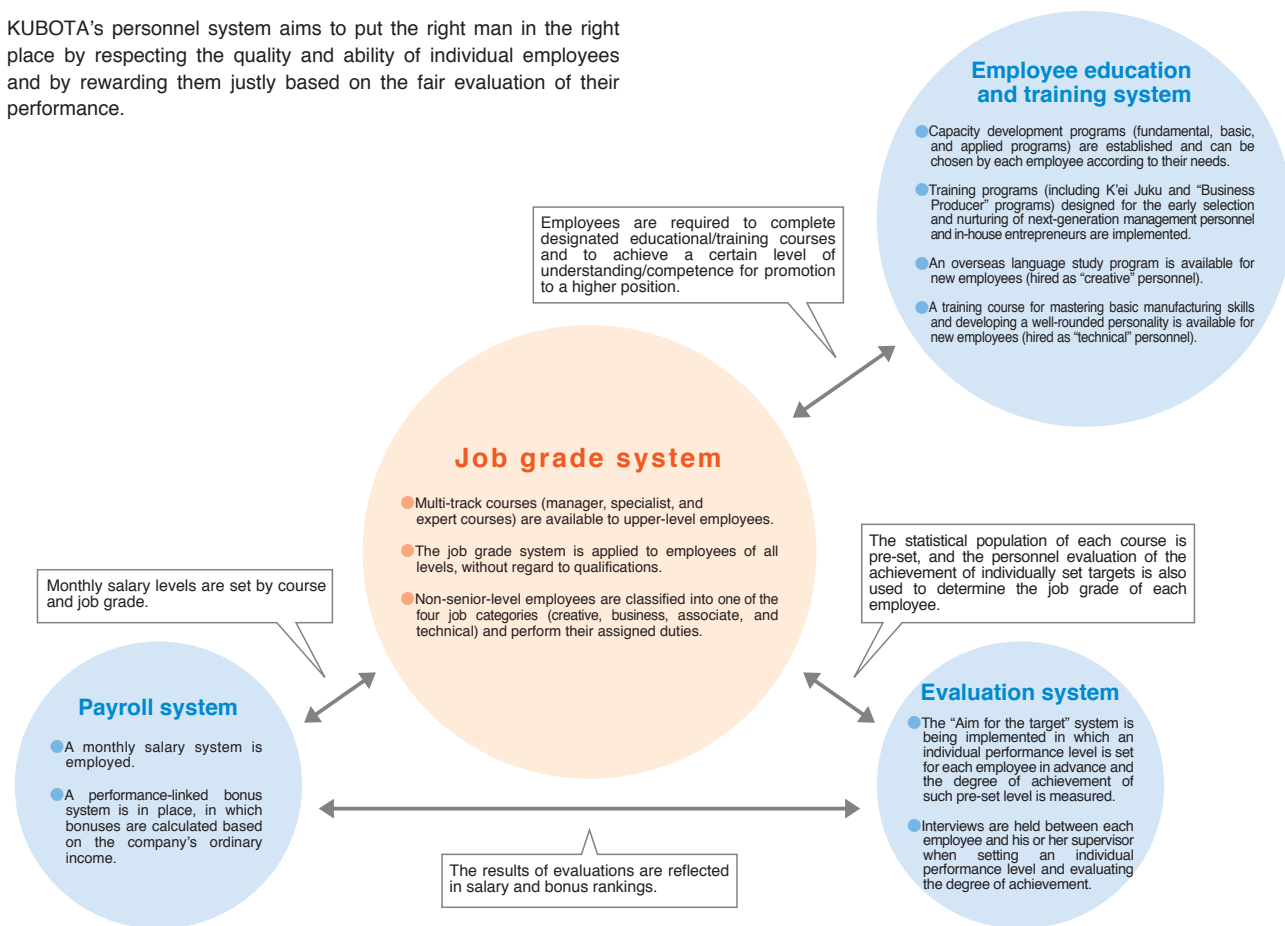 KUBOTA's personnel system aims to put the right man in the right
place by respecting the quality and ability of individual employees
and by rewarding them justly based on the fair evaluation of their
performance.
Employee education
and training system
●Capacity development programs (fundamental, basic,
and applied programs) are established and can be
chosen by each employee according to their needs.
●Training programs (including K'ei Juku and “Business
Producer” programs) designed for the early selection
and nurturing of next-generation management personnel
and in-house entrepreneurs are implemented.
●An overseas language study program is available for
new employees (hired as “creative” personnel).
●A training course for mastering basic manufacturing skills
and developing a well-rounded personality is available for
new employees (hired as “technical” personnel).
Employees are required to complete
designated educational/training courses
and to achieve a certain level of
understanding/competence for promotion
to a higher position.
Job grade system
●Multi-track courses (manager, specialist, and
expert courses) are available to upper-level employees.
●The job grade system is applied to employees of all
levels, without regard to qualifications.
●Non-senior-level employees are classified into one of the
four job categories (creative, business, associate, and
technical) and perform their assigned duties.
The statistical population of each course is
pre-set, and the personnel evaluation of the
achievement of individually set targets is also
used to determine the job grade of each
employee.
Monthly salary levels are set by course
and job grade.
Payroll system
●A monthly salary system is
employed.
●A performance-linked bonus
system is in place, in which
bonuses are calculated based
on the company's ordinary
income.
Evaluation system
●The “Aim for the target” system is
being implemented in which an
individual performance level is set
for each employee in advance and
the degree of achievement of
such pre-set level is measured.
●Interviews are held between each
employee and his or her supervisor
when setting an individual
performance level and evaluating
the degree of achievement.
The results of evaluations are reflected
in salary and bonus rankings.